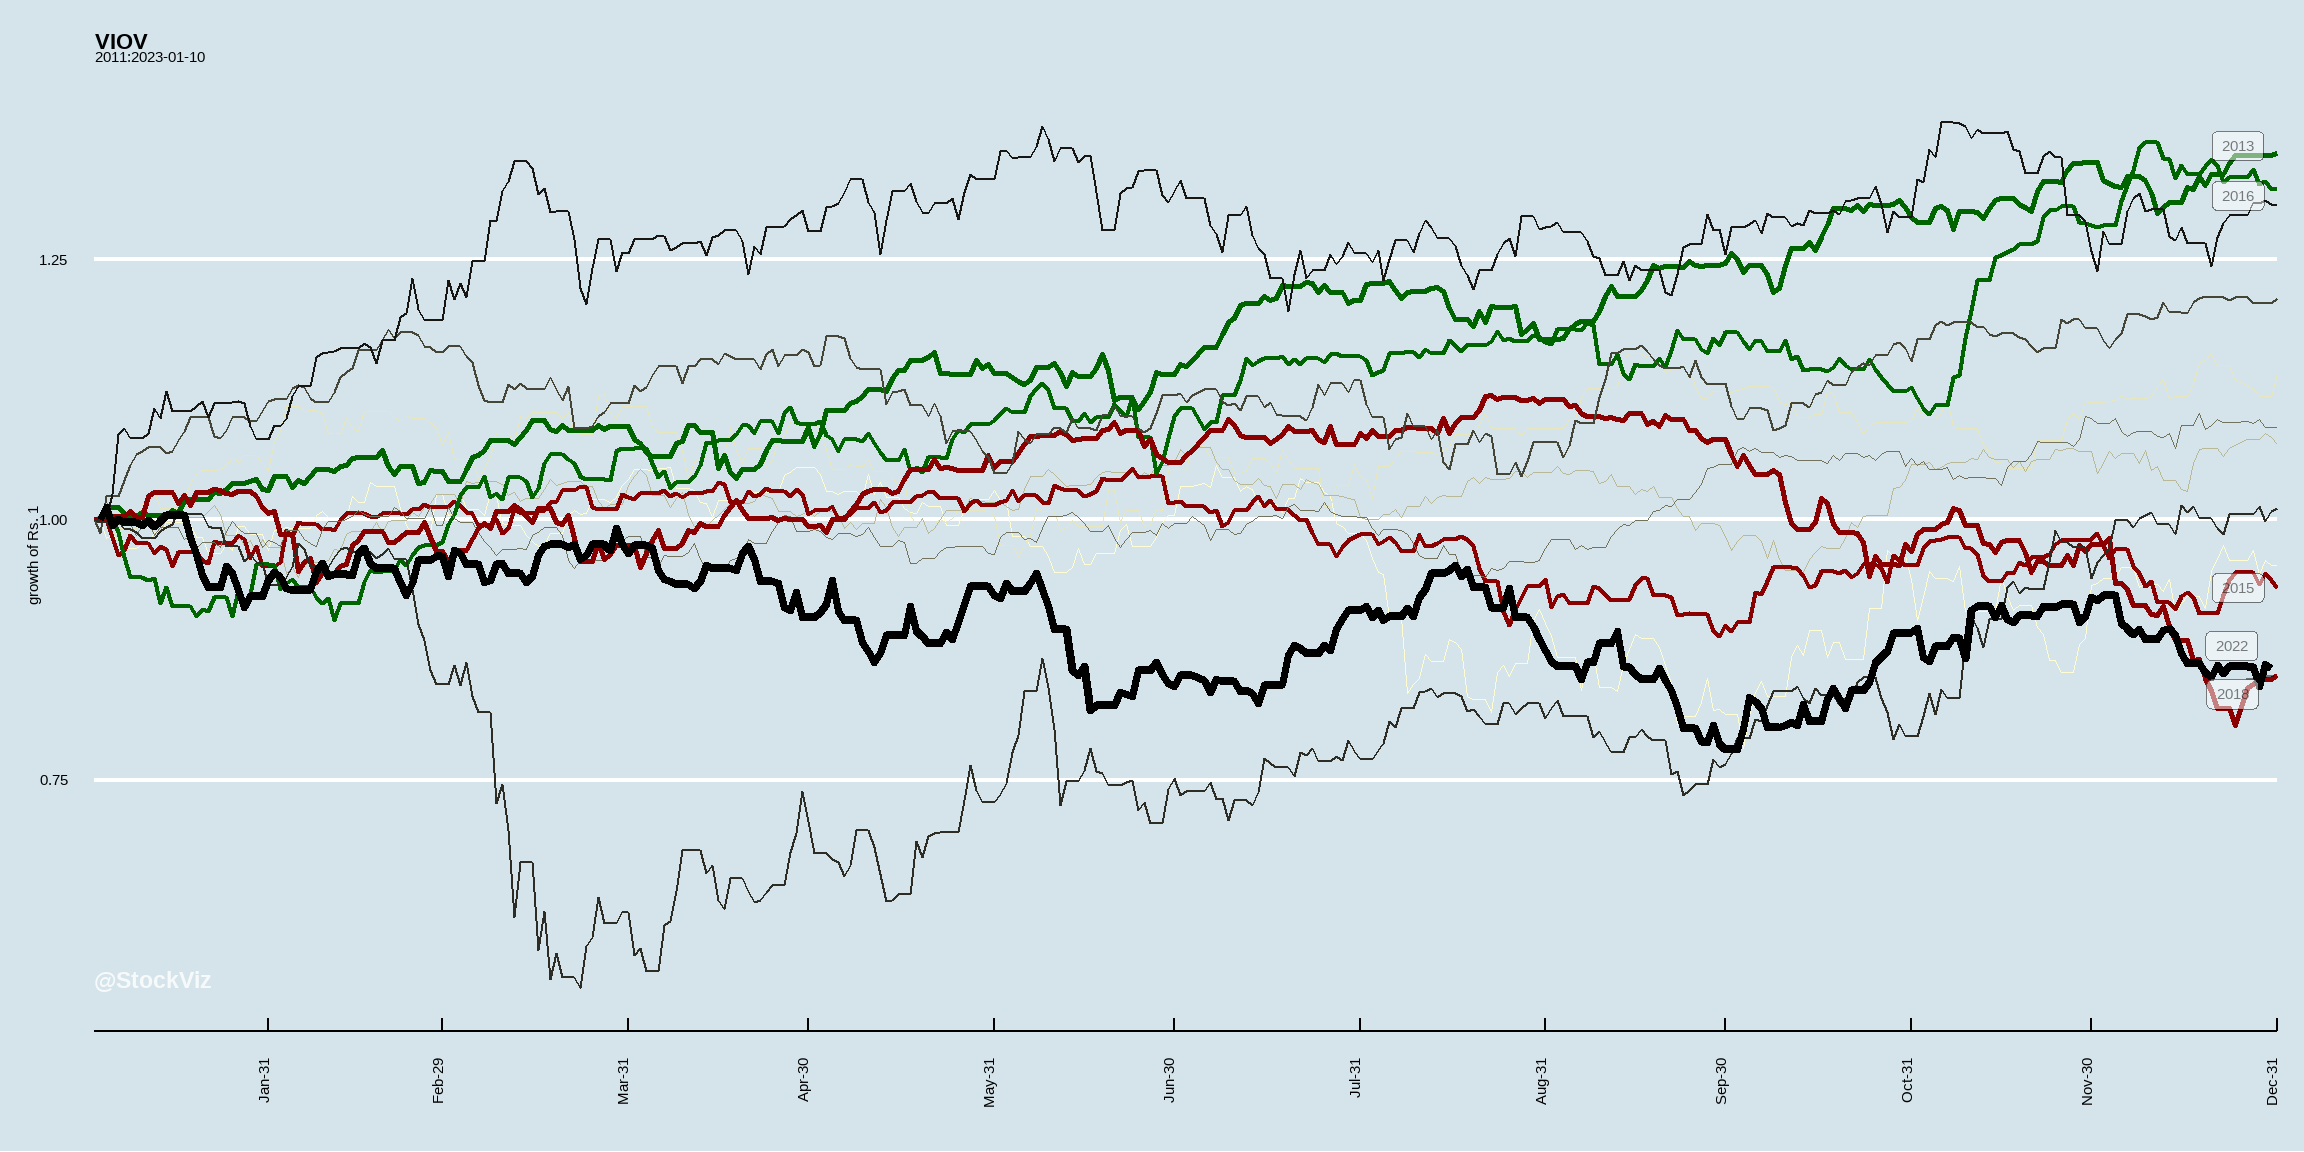 VIOV
2011:2023-01-10
growth of Rs. 1
1.25
1.00
0.75
2013
2016
2015
2022
2018
@StockViz
Jan-31
Feb-29
Mar-31
Apr-30
May-31
Jun-30
Jul-31
Aug-31
Sep-30
Oct-31
Nov-30
Dec-31